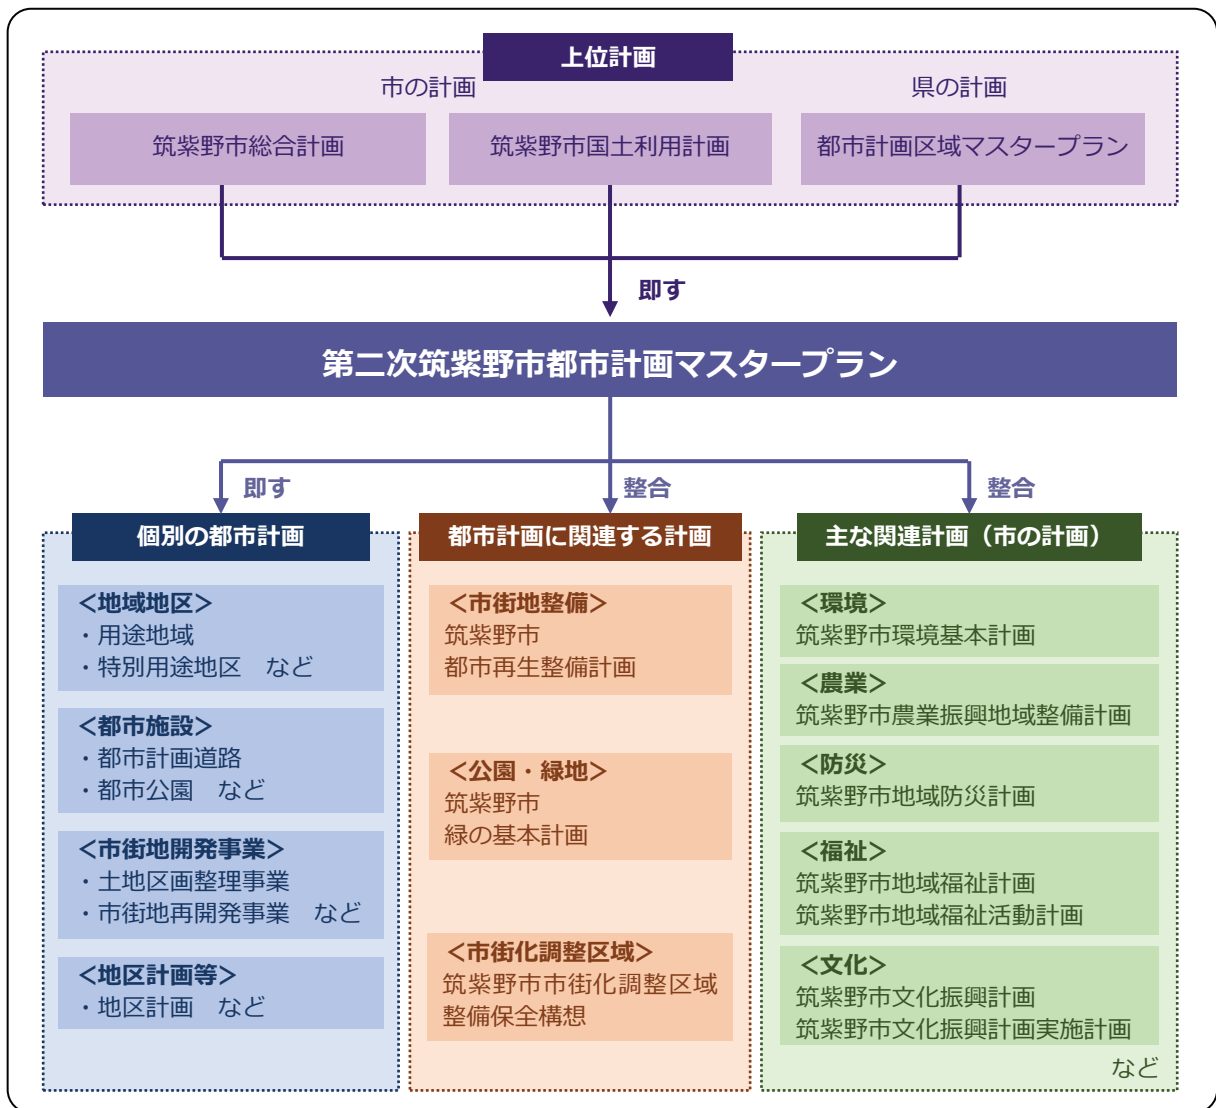 上位計画
市の計画
県の計画
筑紫野市総合計画
筑紫野市国土利用計画
都市計画区域マスタープラン
即す
第二次筑紫野市都市計画マスタープラン
即す
整合
整合
個別の都市計画
<地域地区>
・用途地域
・特別用途地区　など
<都市施設>
・都市計画道路
・都市公園　など
<市街地開発事業>
・土地区画整理事業
・市街地再開発事業　など
<地区計画等>
・地区計画　など
都市計画に関連する計画
<市街地整備>
筑紫野市
都市再生整備計画
<公園・緑地>
筑紫野市
緑の基本計画
<市街化調整区域>
筑紫野市市街化調整区域
整備保全構想
主な関連計画（市の計画）
<環境>
筑紫野市環境基本計画
<農業>
筑紫野市農業振興地域整備計画
<防災>
筑紫野市地域防災計画
<福祉>
筑紫野市地域福祉計画
筑紫野市地域福祉活動計画
<文化>
筑紫野市文化振興計画
筑紫野市文化振興計画実施計画
など